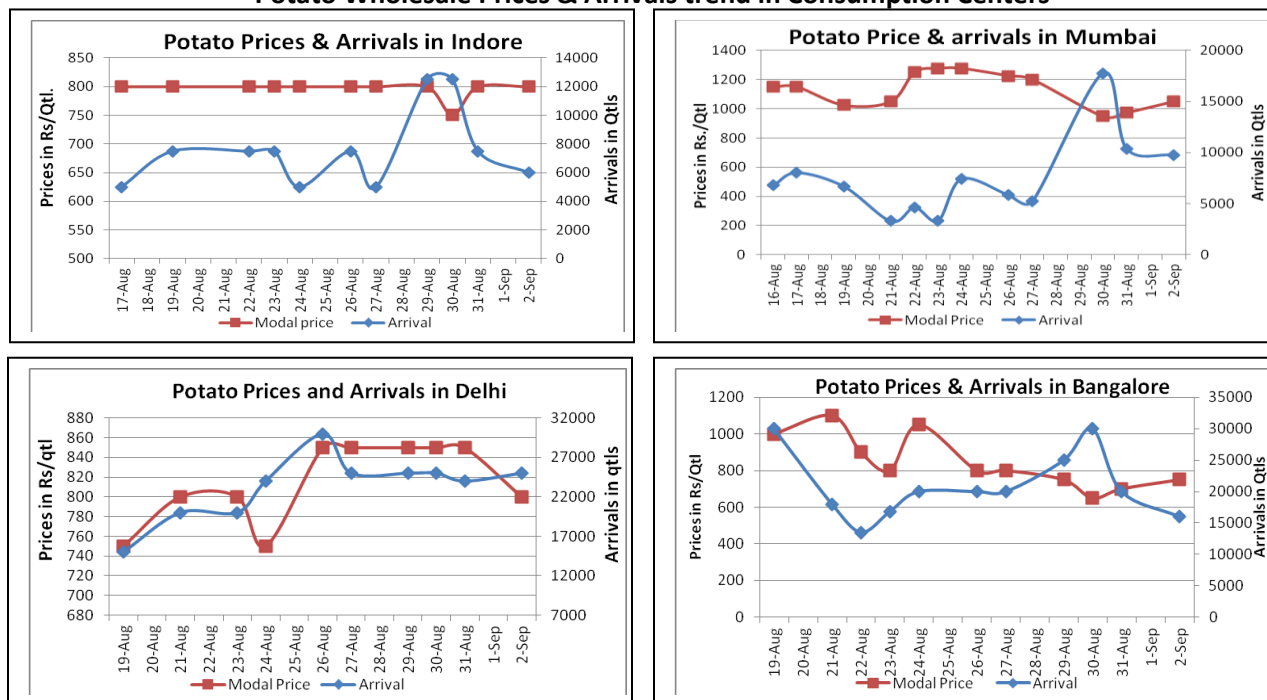 Potato Wholesale Prices & Arrivals trend in Consumption Centers
Potato Prices & Arrivals in Indore
Prices in Rs/Qtl.
850
800
750
700
650
600
550
500
14000
12000
10000
8000
6000
4000
2000
0
Arrivals in Qtls
17-Aug
18-Aug
19-Aug
20-Aug
21-Aug
22-Aug
23-Aug
24-Aug
25-Aug
26-Aug
27-Aug
28-Aug
29-Aug
30-Aug
31-Aug
1-Sep
2-Sep
Modal price Arrival
Potato Price & arrivals in Mumbai
Prices in Rs./Qtl
1400
1200
1000
800
600
400
200
0
20000
15000
10000
5000
0
Arrivals in Qtls
16-Aug
17-Aug
18-Aug
19-Aug
20-Aug
21-Aug
22-Aug
23-Aug
24-Aug
25-Aug
26-Aug
27-Aug
28-Aug
29-Aug
30-Aug
31-Aug
1-Sep
2-Sep
Modal Price Arrival
Potato Prices and Arrivals in Delhi
Prices in Rs/qtl
880
860
840
820
800
780
760
740
720
700
680
32000
27000
22000
17000
12000
7000
Arrivals in qtls
19-Aug
20-Aug
21-Aug
22-Aug
23-Aug
24-Aug
25-Aug
26-Aug
27-Aug
28-Aug
29-Aug
30-Aug
31-Aug
1-Sep
2-Sep
Modal Price Arrival
Potato Prices & Arrivals in Bangalore
Prices in Rs/Qtl
1200
1000
800
600
400
200
0
35000
30000
25000
20000
15000
10000
5000
0
Arrivals in Qtls
19-Aug
20-Aug
21-Aug
22-Aug
23-Aug
24-Aug
25-Aug
26-Aug
27-Aug
28-Aug
29-Aug
30-Aug
31-Aug
1-Sep
2-Sep
Modal Price Arrival